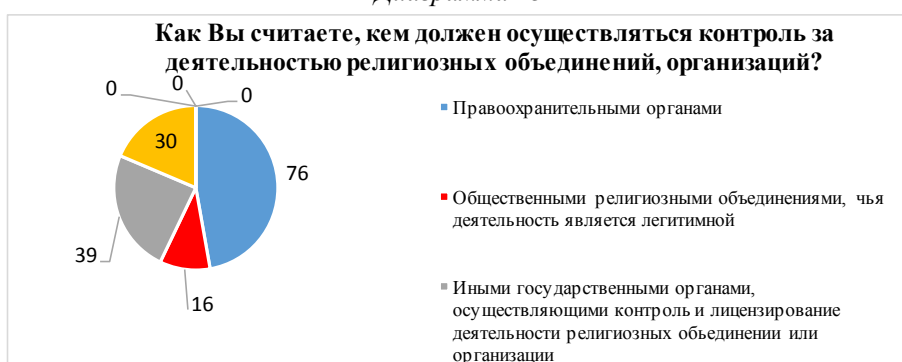 Как Вы считаете, кем должен осуществляться контроль за
деятельностью религиозных объединений, организаций?
0
0
0
30
76
39
16
Правоохранительными органами
Общественными религиозными объединениями, чья
деятельность является легитимной
Иными государственными органами,
осуществляющими контроль и лицензирование
деятельности религиозных объединении или
организации